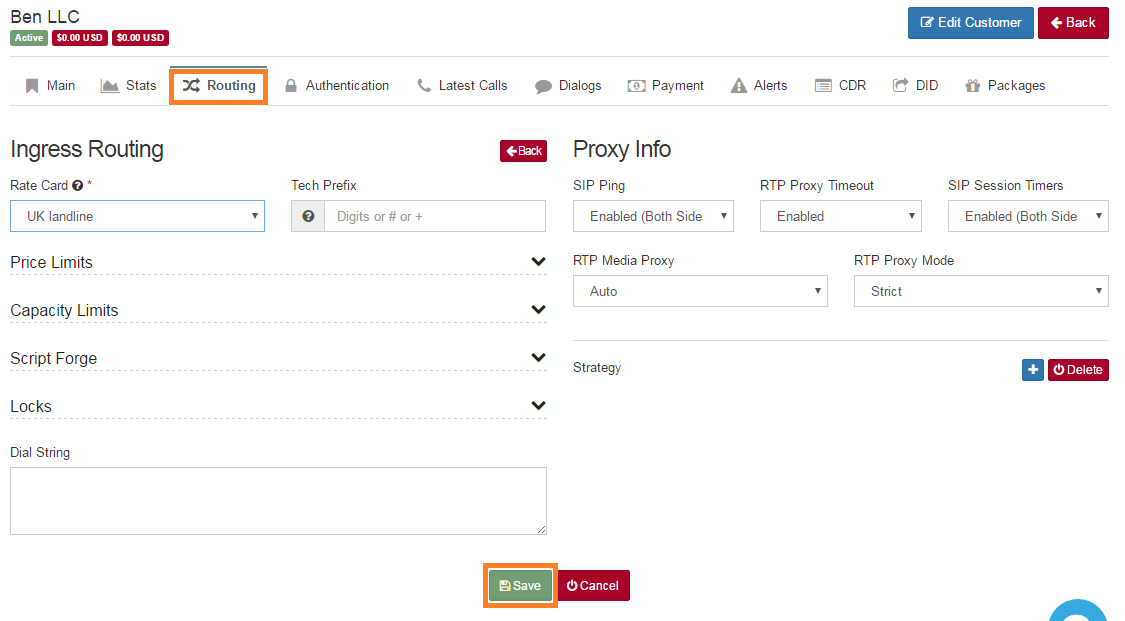 Ben LLC
Active $0.00 USD $0.00 USD
Edit Customer Back
Main Stats Routing Authentication Latest Calls Dialogs Payment Alerts CDR DID Packages
Ingress Routing Back
Rate Card ? * Tech Prefix
UK landline ? Digits or # or +
Price Limits
Capacity Limits
Script Forge
Locks
Dial String
Proxy Info
SIP Ping RTP Proxy Timeout SIP Session Timers
Enabled (Both Side Enabled Enabled (Both Side
RTP Media Proxy RTP Proxy Mode
Auto Strict
Strategy + Delete
Save Cancel